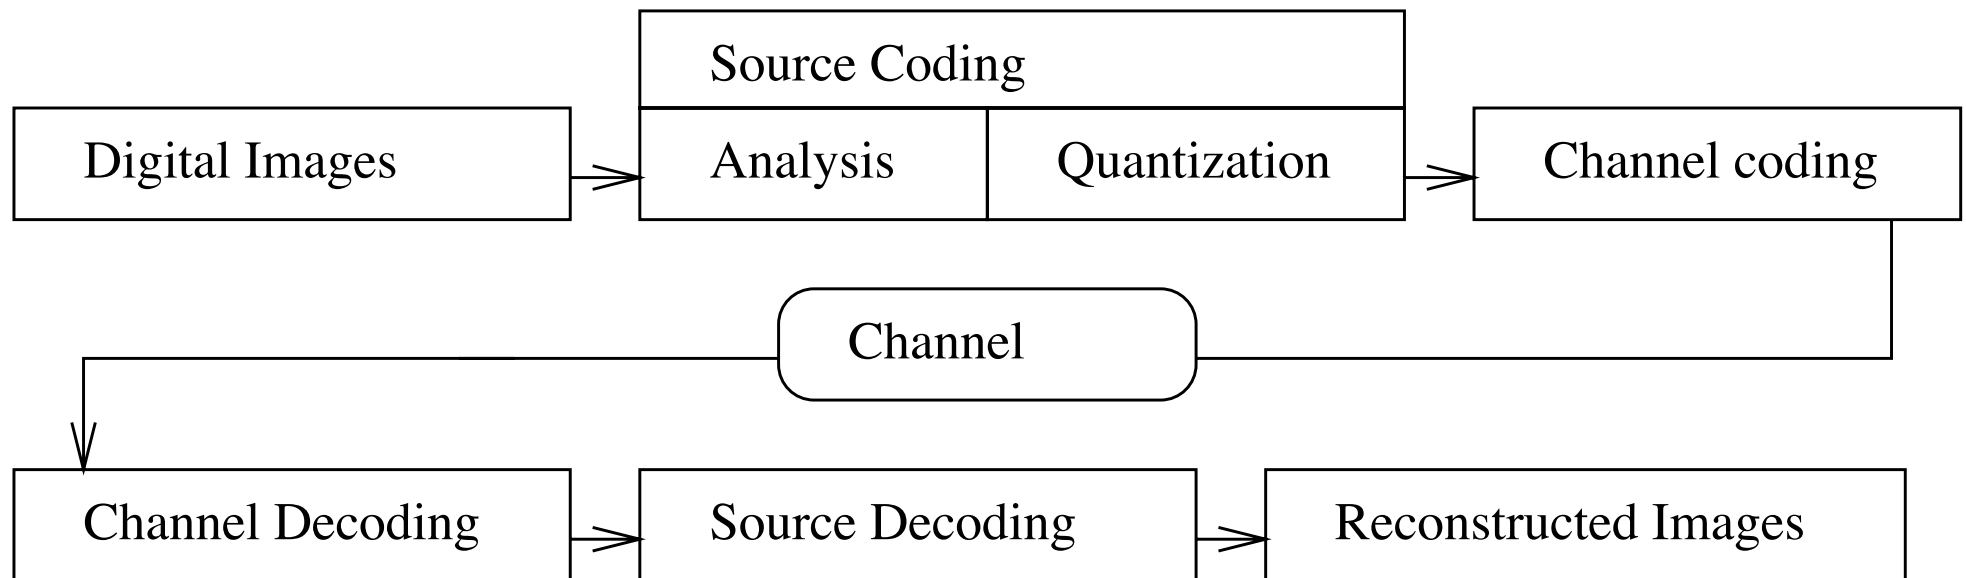 Source Coding
Digital Images
Analysis
Quantization
Channel coding
Channel
Channel Decoding
Source Decoding
Reconstructed Images